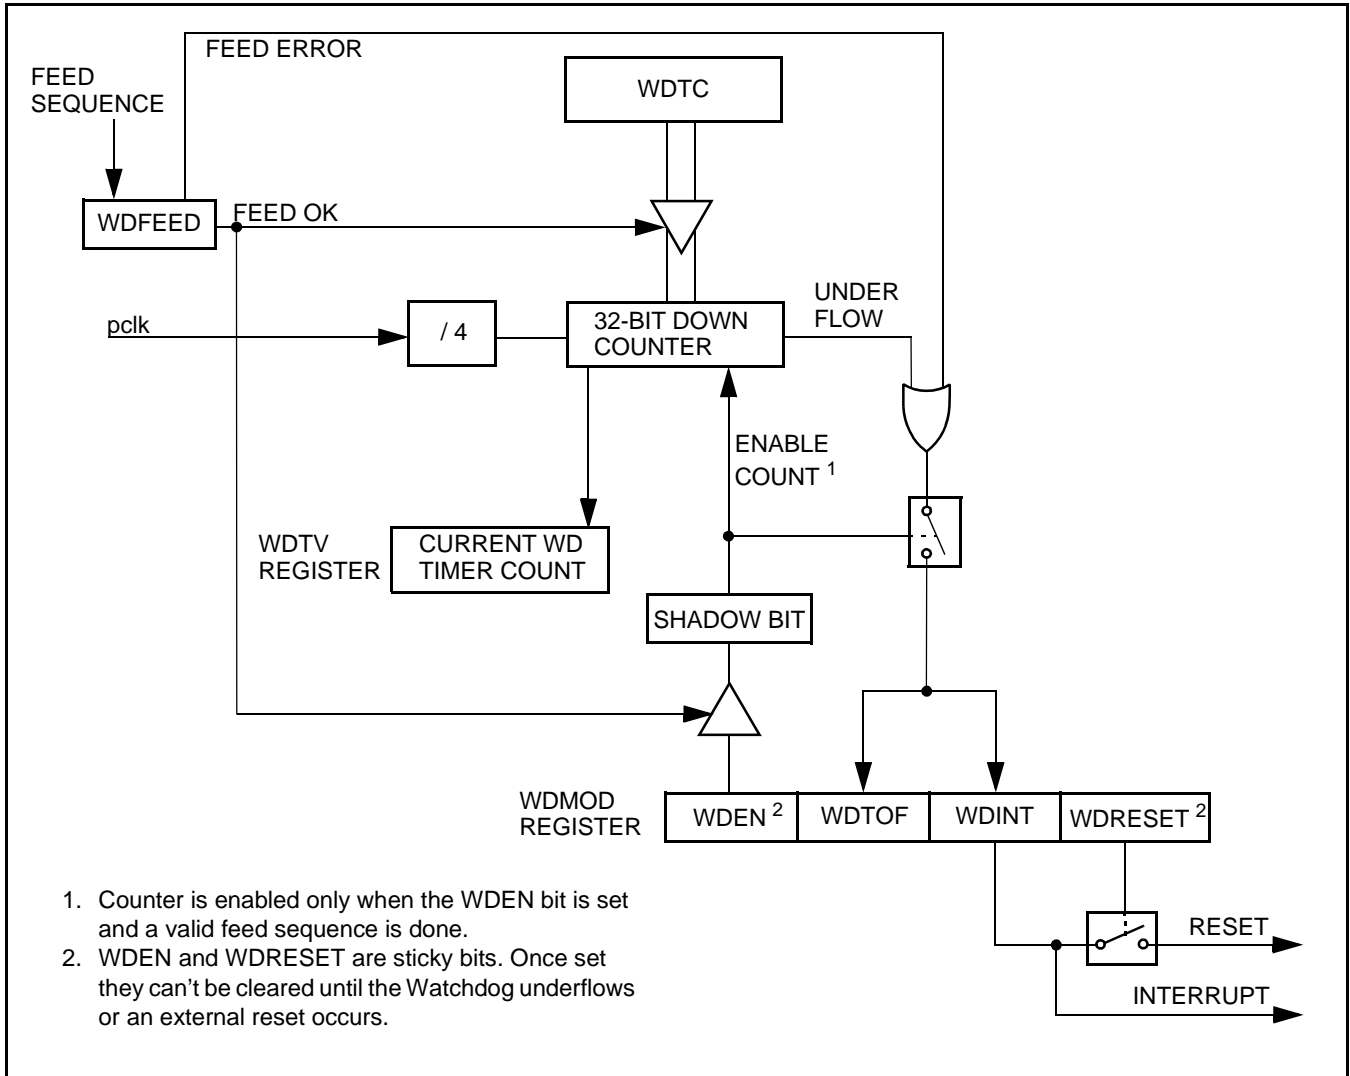 FEED ERROR
FEED
SEQUENCE
WDTC
WDFEED
FEED OK
pclk
/ 4
32-BIT DOWN
COUNTER
UNDER
FLOW
ENABLE
COUNT 1
WDTV
REGISTER
CURRENT WD
TIMER COUNT
SHADOW BIT
WDMOD
REGISTER
WDEN 2
WDTOF
WDINT
WDRESET 2
RESET
INTERRUPT
1. Counter is enabled only when the WDEN bit is set
and a valid feed sequence is done.
2. WDEN and WDRESET are sticky bits. Once set
they can't be cleared until the Watchdog underflows
or an external reset occurs.